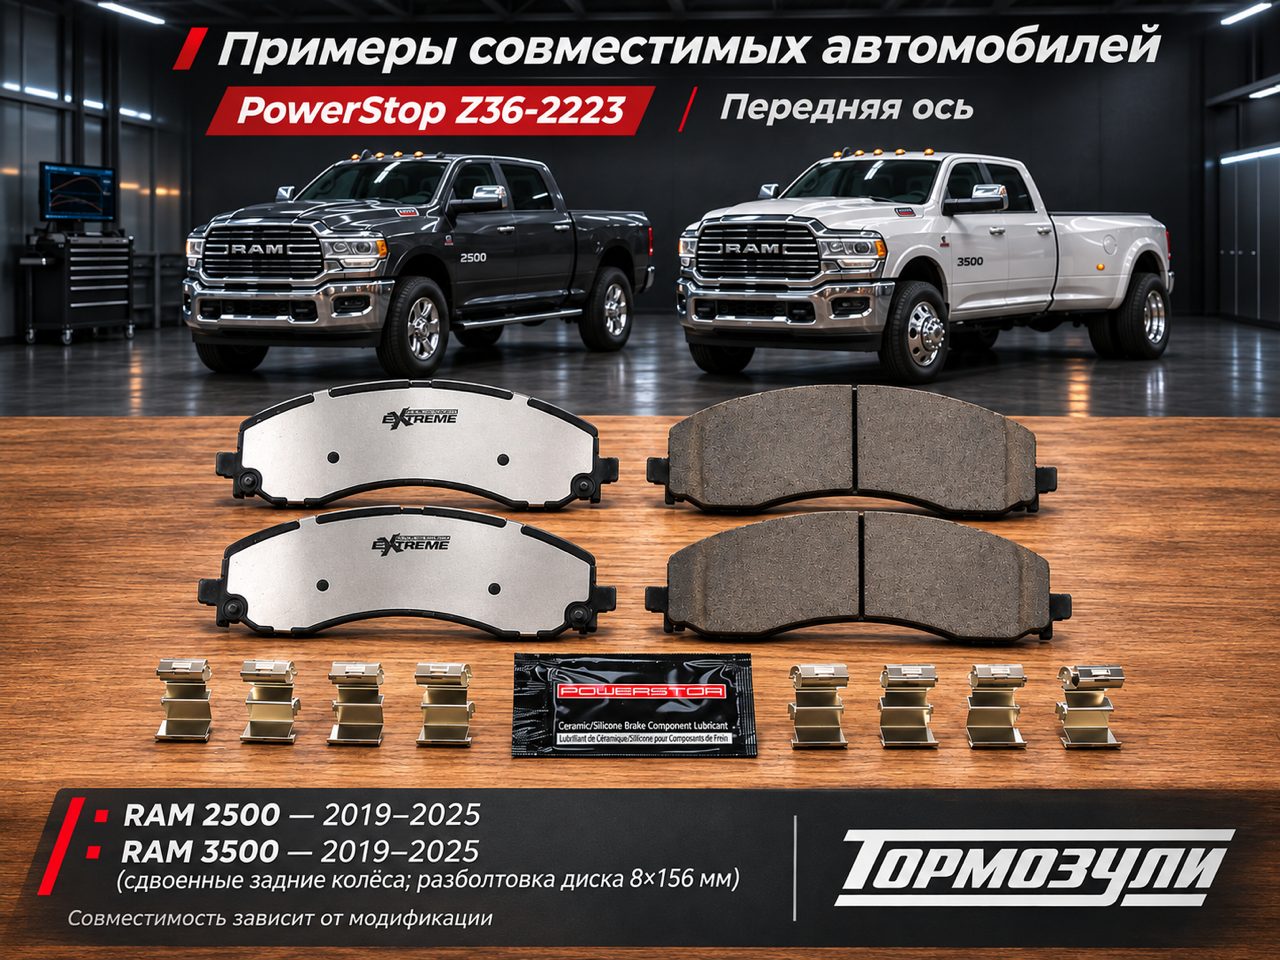 Примеры совместимых автомобилей
PowerStop Z36-2223
Передняя ось
RAM
2500
RAM
3500
EXTREME
EXTREME
POWERSTOP
Ceramic/Silicone Brake Component Lubricant
Lubrifiant de Céramique/Silicone pour Composants de Frein
RAM 2500 — 2019–2025
RAM 3500 — 2019–2025
(сдвоенные задние колёса; разболтовка диска 8×156 мм)
Совместимость зависит от модификации
ТОРМОЗУЛИ